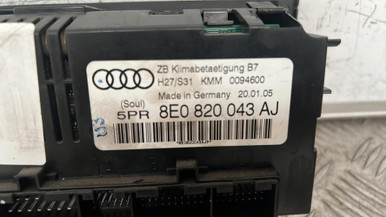 ZB Klimabetaetigung B7
H27/S31 KMM 0094600
Made in Germany 20.01.05
(Soul)
5PR 8E0 820 043 AJ